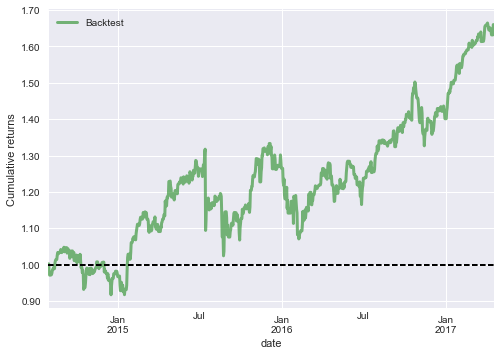 1.70
Backtest
1.60
1.50
1.40
1.30
1.20
1.10
1.00
0.90
Cumulative returns
Jan
2015
Jul
Jan
2016
Jul
Jan
2017
date